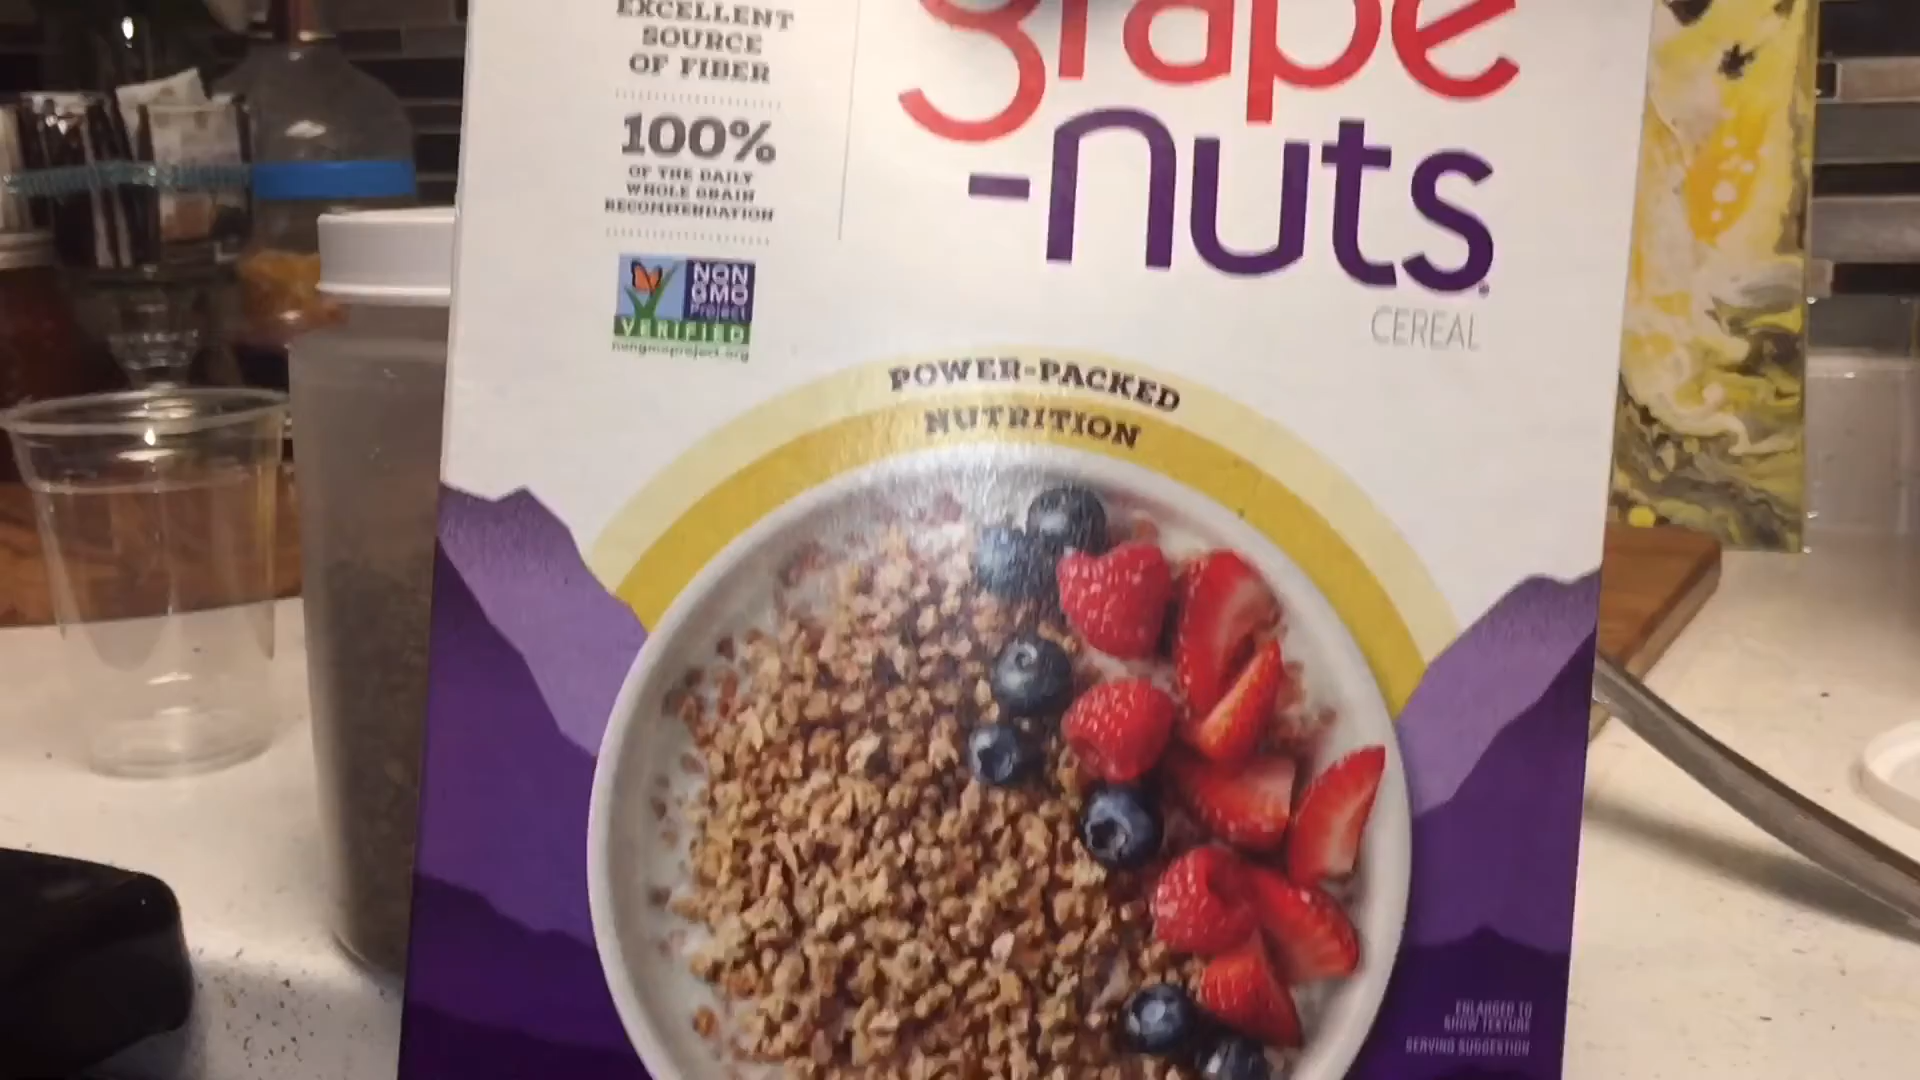 EXCELLENT
SOURCE
OF FIBER
100%
OF THE DAILY
WHOLE GRAIN
RECOMMENDATION
NON
GMO
Project
VERIFIED
nongmoproject.org
grape
-nuts
CEREAL
POWER-PACKED
NUTRITION
ENLARGED TO
SHOW TEXTURE
SERVING SUGGESTION